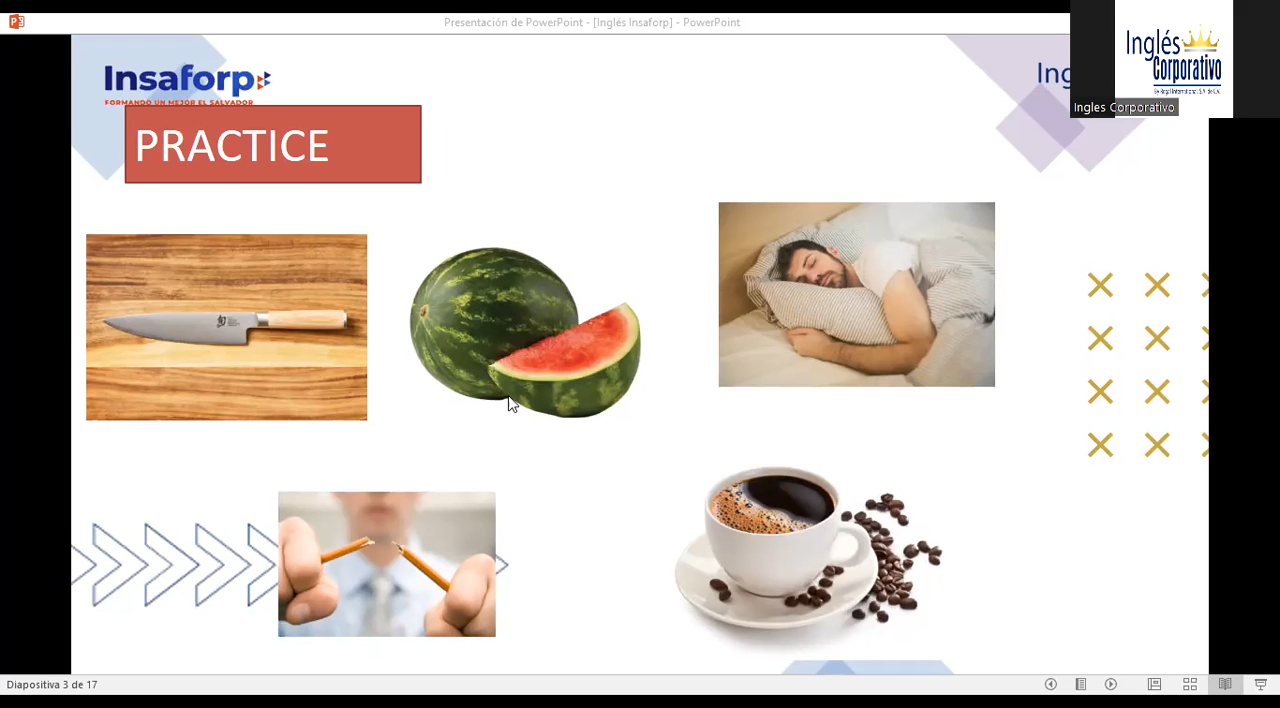 Presentación de PowerPoint - [Inglés Insaforp] - PowerPoint
Insaforp
FORMANDO UN MEJOR EL SALVADOR
Ing
Inglés
Corporativo
Ingles Corporativo
PRACTICE
Diapositiva 3 de 17